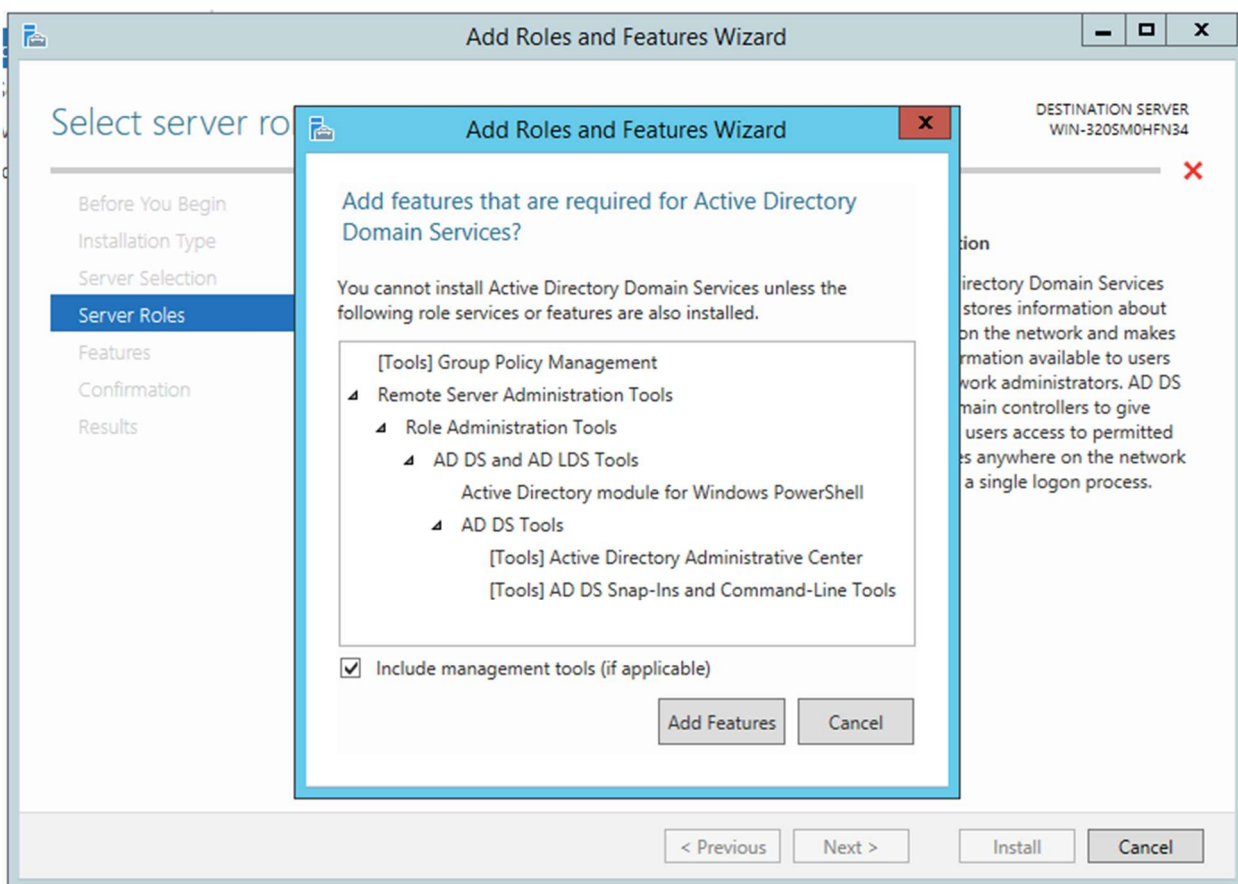 Add Roles and Features Wizard
Select server ro
DESTINATION SERVER
WIN-320SM0HFN34
Before You Begin
Installation Type
Server Selection
Server Roles
Features
Confirmation
Results
Add Roles and Features Wizard
x
Add features that are required for Active Directory
Domain Services?
You cannot install Active Directory Domain Services unless the
following role services or features are also installed.
[Tools] Group Policy Management
Remote Server Administration Tools
Role Administration Tools
AD DS and AD LDS Tools
Active Directory module for Windows PowerShell
AD DS Tools
[Tools] Active Directory Administrative Center
[Tools] AD DS Snap-Ins and Command-Line Tools
Include management tools (if applicable)
Add Features
Cancel
tion
irectory Domain Services
stores information about
on the network and makes
rmation available to users
work administrators. AD DS
main controllers to give
users access to permitted
es anywhere on the network
a single logon process.
< Previous
Next >
Install
Cancel